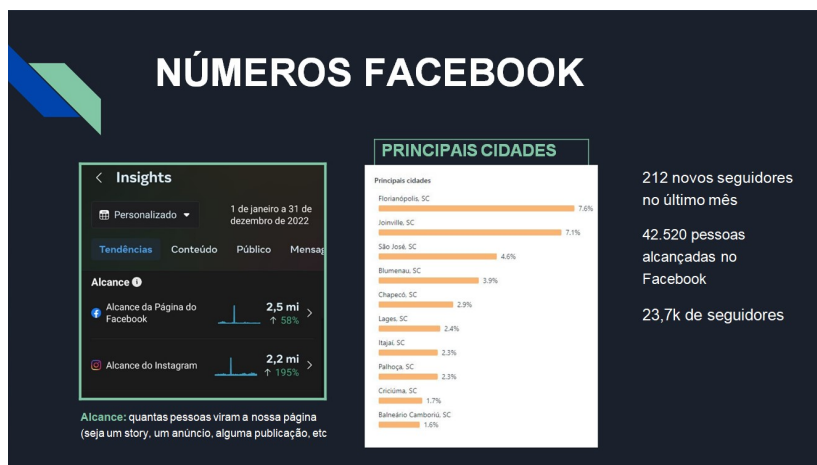 NÚMEROS FACEBOOK
Insights
Personalizado
1 de janeiro a 31 de
dezembro de 2022
Tendências Conteúdo Público Mensag
Alcance
Alcance da Página do
Facebook
2,5 mi
↑ 58%
Alcance do Instagram
2,2 mi
↑ 195%
Alcance: quantas pessoas viram a nossa página
(seja um story, um anúncio, alguma publicação, etc
PRINCIPAIS CIDADES
Principais cidades
Florianópolis, SC
7.6%
Joinville, SC
7.1%
São José, SC
4.6%
Blumenau, SC
3.9%
Chapecó, SC
2.9%
Lages, SC
2.4%
Itajaí, SC
2.3%
Palhoça, SC
2.3%
Criciúma, SC
1.7%
Balneário Camboriú, SC
1.6%
212 novos seguidores
no último mês
42.520 pessoas
alcançadas no
Facebook
23,7k de seguidores